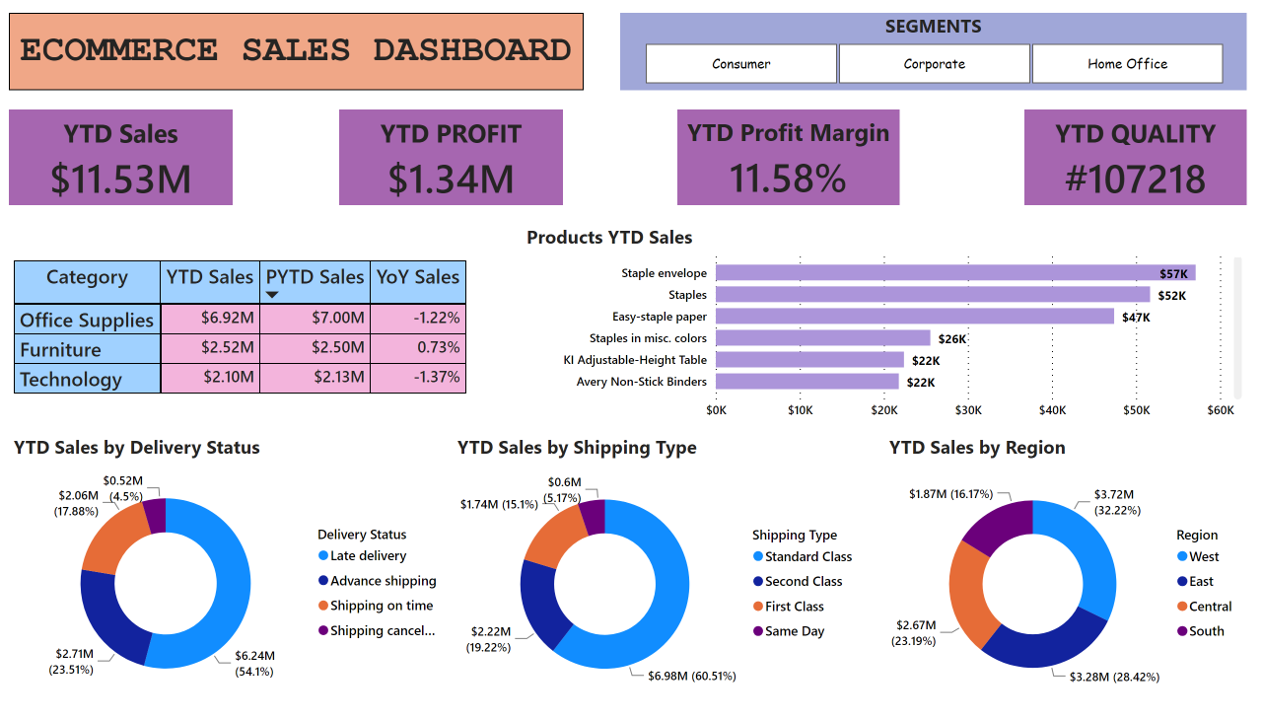 ECOMMERCE SALES DASHBOARD
SEGMENTS
Consumer
Corporate
Home Office
YTD Sales
$11.53M
YTD PROFIT
$1.34M
YTD Profit Margin
11.58%
YTD QUALITY
#107218
Category YTD Sales PYTD Sales YoY Sales
Office Supplies $6.92M $7.00M -1.22%
Furniture $2.52M $2.50M 0.73%
Technology $2.10M $2.13M -1.37%
Products YTD Sales
Staple envelope $57K
Staples $52K
Easy-staple paper $47K
Staples in misc. colors $26K
KI Adjustable-Height Table $22K
Avery Non-Stick Binders $22K
$0K $10K $20K $30K $40K $50K $60K
YTD Sales by Delivery Status
$0.52M
(4.5%)
$2.06M
(17.88%)
$2.71M
(23.51%)
$6.24M
(54.1%)
Delivery Status
Late delivery
Advance shipping
Shipping on time
Shipping cancel...
YTD Sales by Shipping Type
$0.6M
(5.17%)
$1.74M (15.1%)
$2.22M
(19.22%)
$6.98M (60.51%)
Shipping Type
Standard Class
Second Class
First Class
Same Day
YTD Sales by Region
$1.87M (16.17%)
$3.72M
(32.22%)
$2.67M
(23.19%)
$3.28M (28.42%)
Region
West
East
Central
South